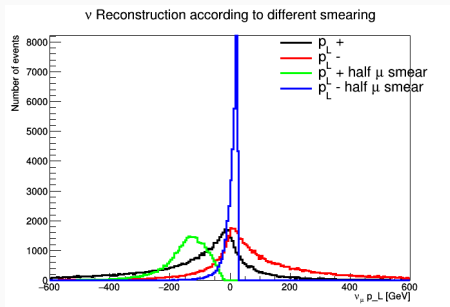 ν Reconstruction according to different smearing
Number of events
8000
7000
6000
5000
4000
3000
2000
1000
0
p_L +
p_L -
p_L + half μ smear
p_L - half μ smear
−600 −400 −200 0 200 400 600
ν_μ p_L [GeV]